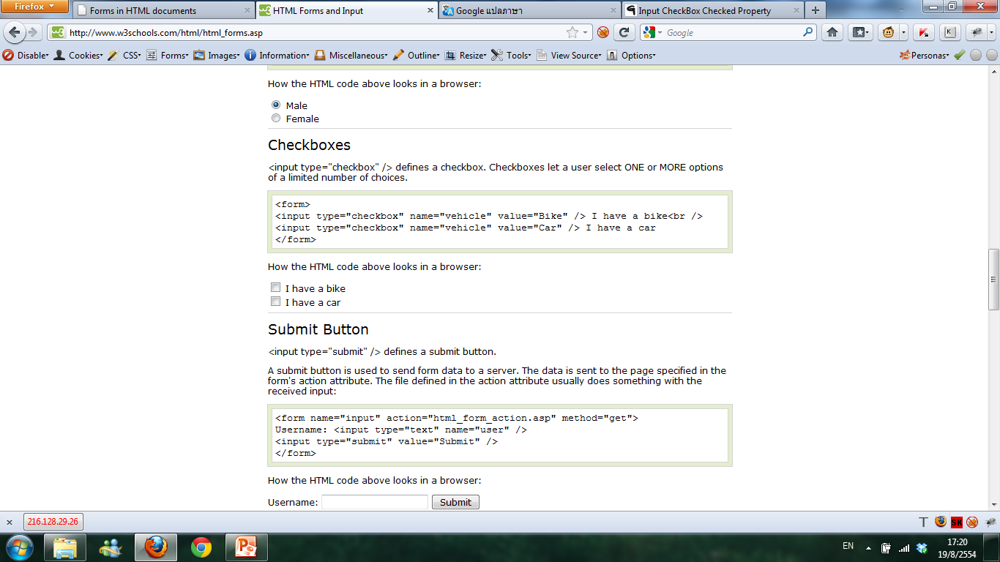 Firefox
Forms in HTML documents
HTML Forms and Input
Google แปลภาษา
Input CheckBox Checked Property
http://www.w3schools.com/html/html_forms.asp
Google
Disable Cookies CSS Forms Images Information Miscellaneous Outline Resize Tools View Source Options Personas
How the HTML code above looks in a browser:
Male
Female
Checkboxes
<input type="checkbox" /> defines a checkbox. Checkboxes let a user select ONE or MORE options
of a limited number of choices.
<form>
<input type="checkbox" name="vehicle" value="Bike" /> I have a bike<br />
<input type="checkbox" name="vehicle" value="Car" /> I have a car
</form>
How the HTML code above looks in a browser:
I have a bike
I have a car
Submit Button
<input type="submit" /> defines a submit button.
A submit button is used to send form data to a server. The data is sent to the page specified in the
form's action attribute. The file defined in the action attribute usually does something with the
received input:
<form name="input" action="html_form_action.asp" method="get">
Username: <input type="text" name="user" />
<input type="submit" value="Submit" />
</form>
How the HTML code above looks in a browser:
Username: Submit
216.128.29.26
SK
EN
17:20
19/8/2554